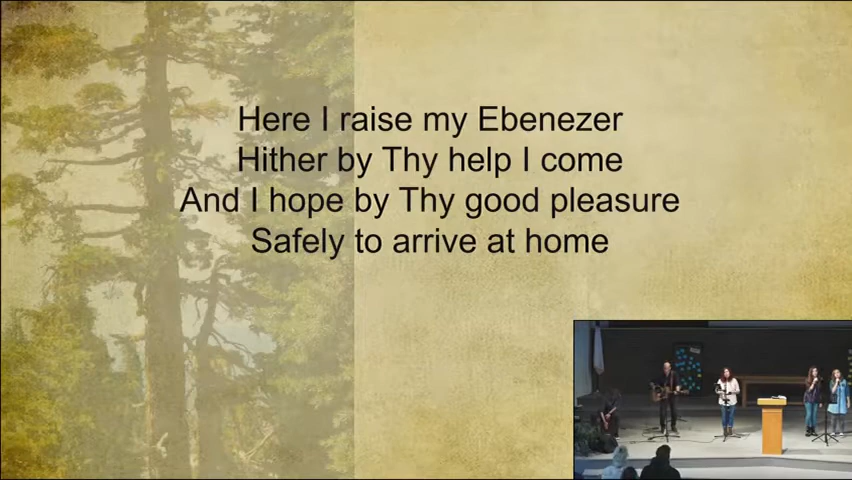 Here I raise my Ebenezer
Hither by Thy help I come
And I hope by Thy good pleasure
Safely to arrive at home